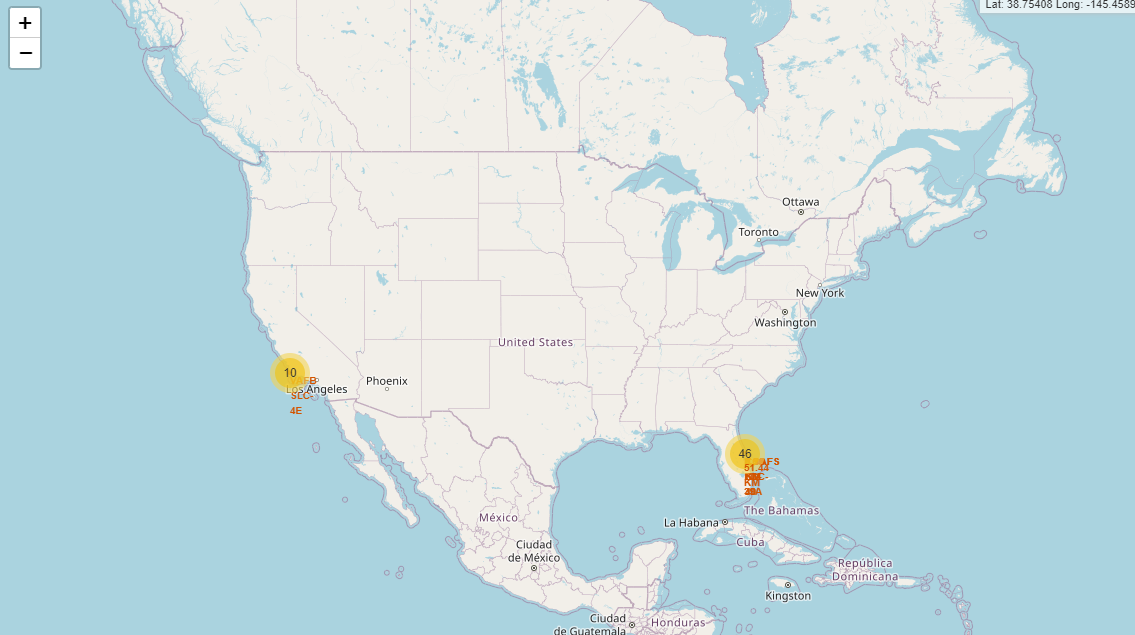 +
−
Lat: 38.75408 Long: -145.4589
Ottawa
Toronto
New York
Washington
United States
10
Phoenix
Los Angeles
SLC-
4E
46
51.44
KM
The Bahamas
México
La Habana
Cuba
Ciudad
de México
República
Dominicana
Kingston
Ciudad
de Guatemala
Honduras